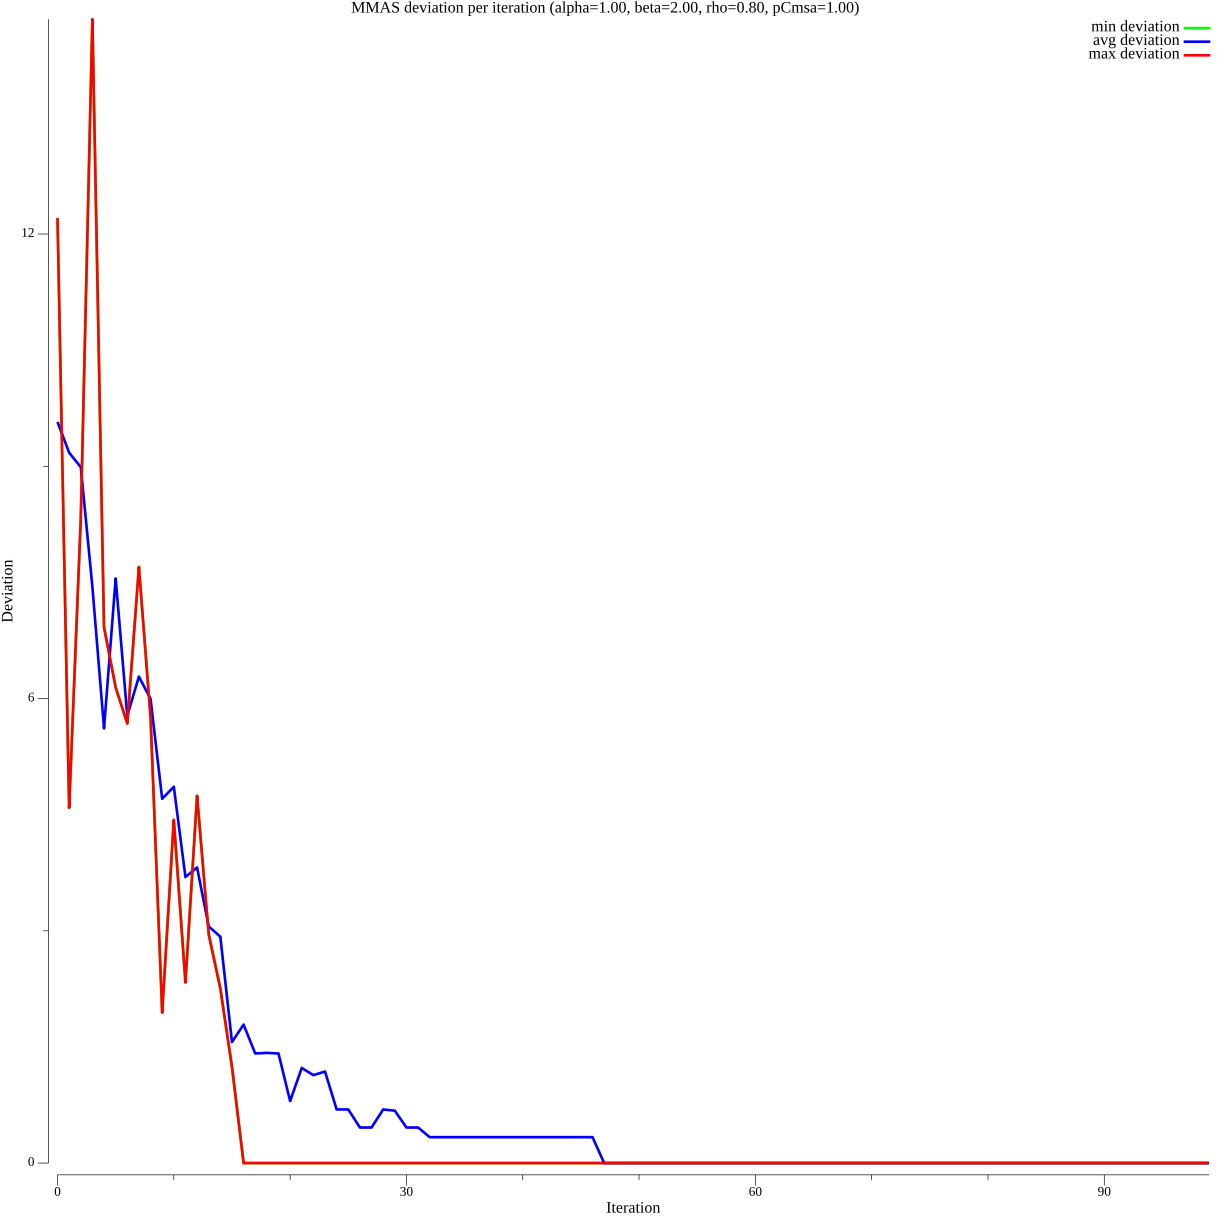 MMAS deviation per iteration (alpha=1.00, beta=2.00, rho=0.80, pCmsa=1.00)
min deviation
avg deviation
max deviation
12
6
0
Deviation
0 30 60 90
Iteration